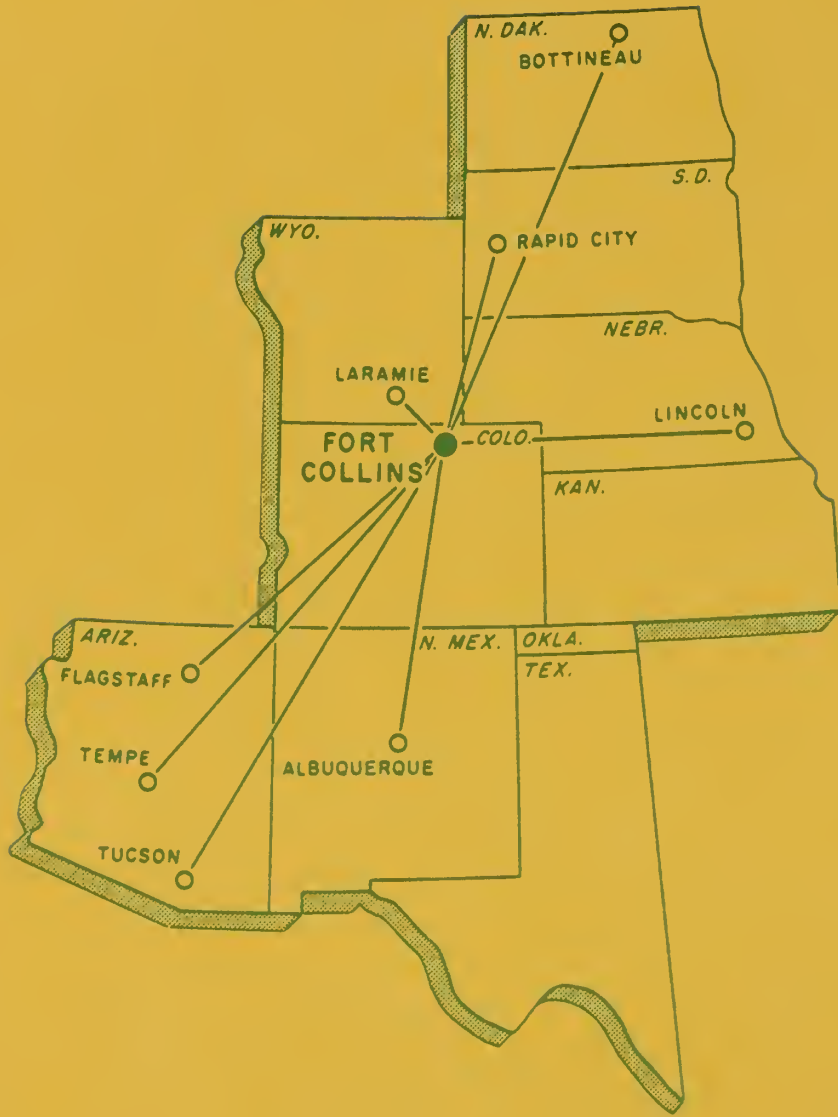 N. DAK.
BOTTINEAU
S. D.
WYO.
RAPID CITY
NEBR.
LARAMIE
LINCOLN
FORT
COLLINS
COLO.
KAN.
ARIZ.
N. MEX.
OKLA.
TEX.
FLAGSTAFF
TEMPE
ALBUQUERQUE
TUCSON